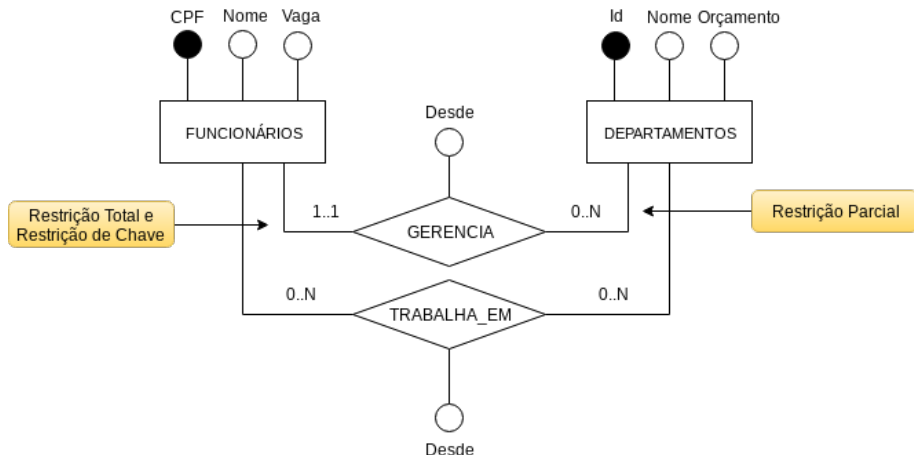 CPF Nome Vaga
Id Nome Orçamento
Desde
FUNCIONÁRIOS
DEPARTAMENTOS
Restrição Total e
Restrição de Chave
1..1
GERENCIA
0..N
Restrição Parcial
0..N
TRABALHA_EM
0..N
Desde